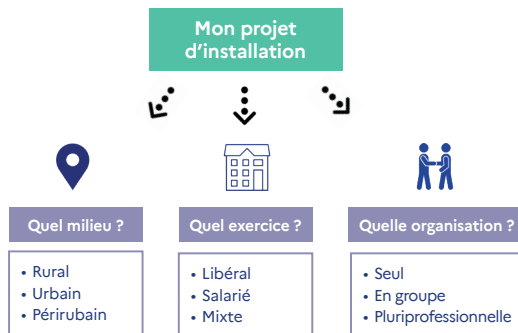 Mon projet
d'installation
Quel milieu ?
• Rural
• Urbain
• Périrubain
Quel exercice ?
• Libéral
• Salarié
• Mixte
Quelle organisation ?
• Seul
• En groupe
• Pluriprofessionnelle